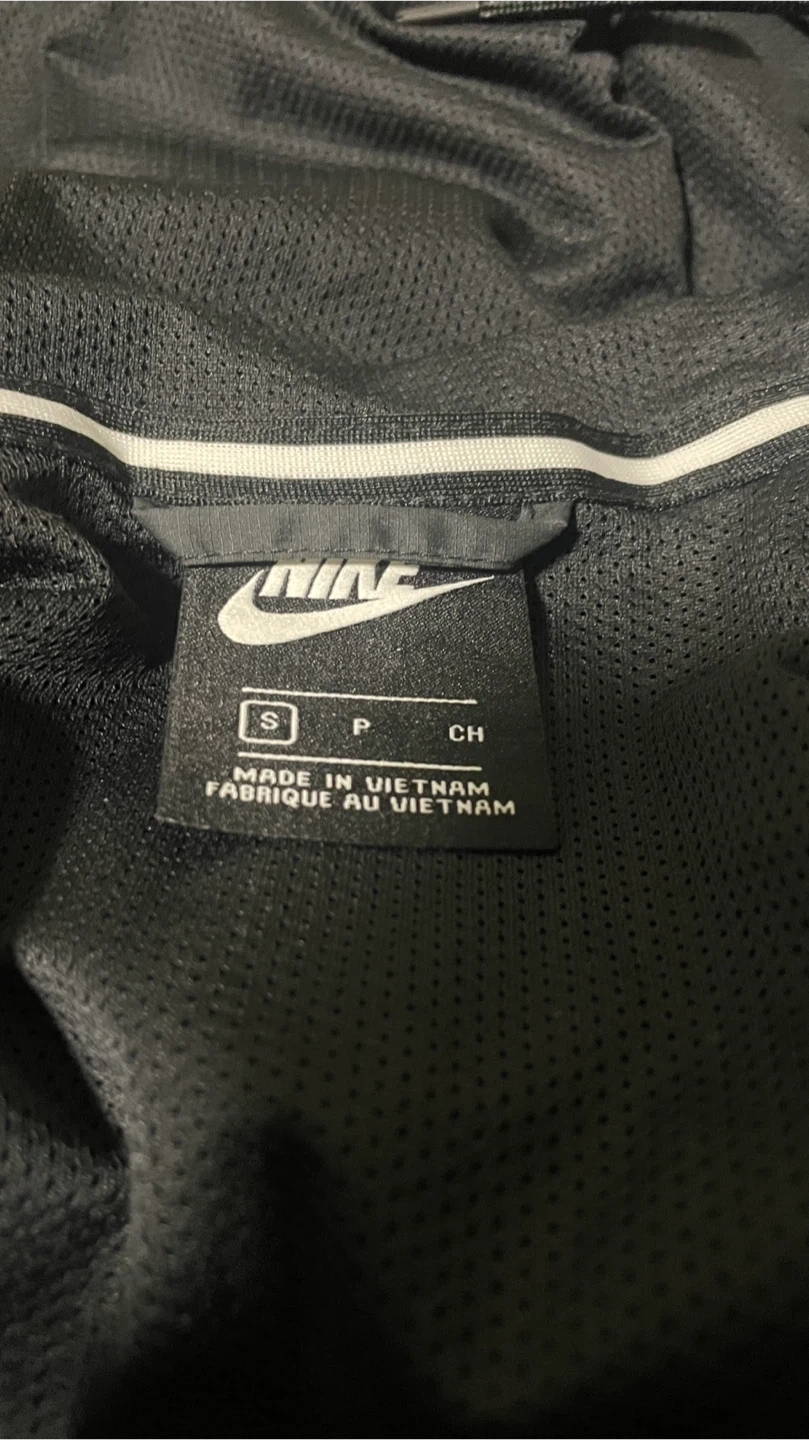 NIKE
S P CH
MADE IN VIETNAM
FABRIQUE AU VIETNAM